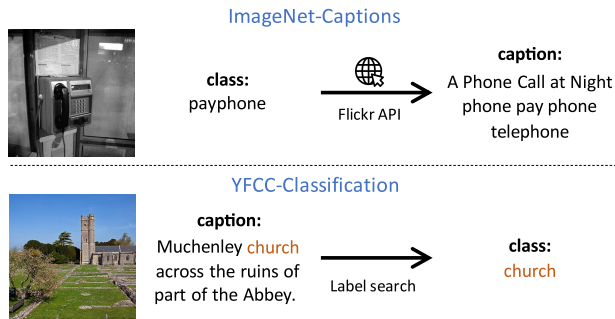 ImageNet-Captions
class:
payphone
Flickr API
caption:
A Phone Call at Night
phone pay phone
telephone
YFCC-Classification
caption:
Muchenley church
across the ruins of
part of the Abbey.
Label search
class:
church